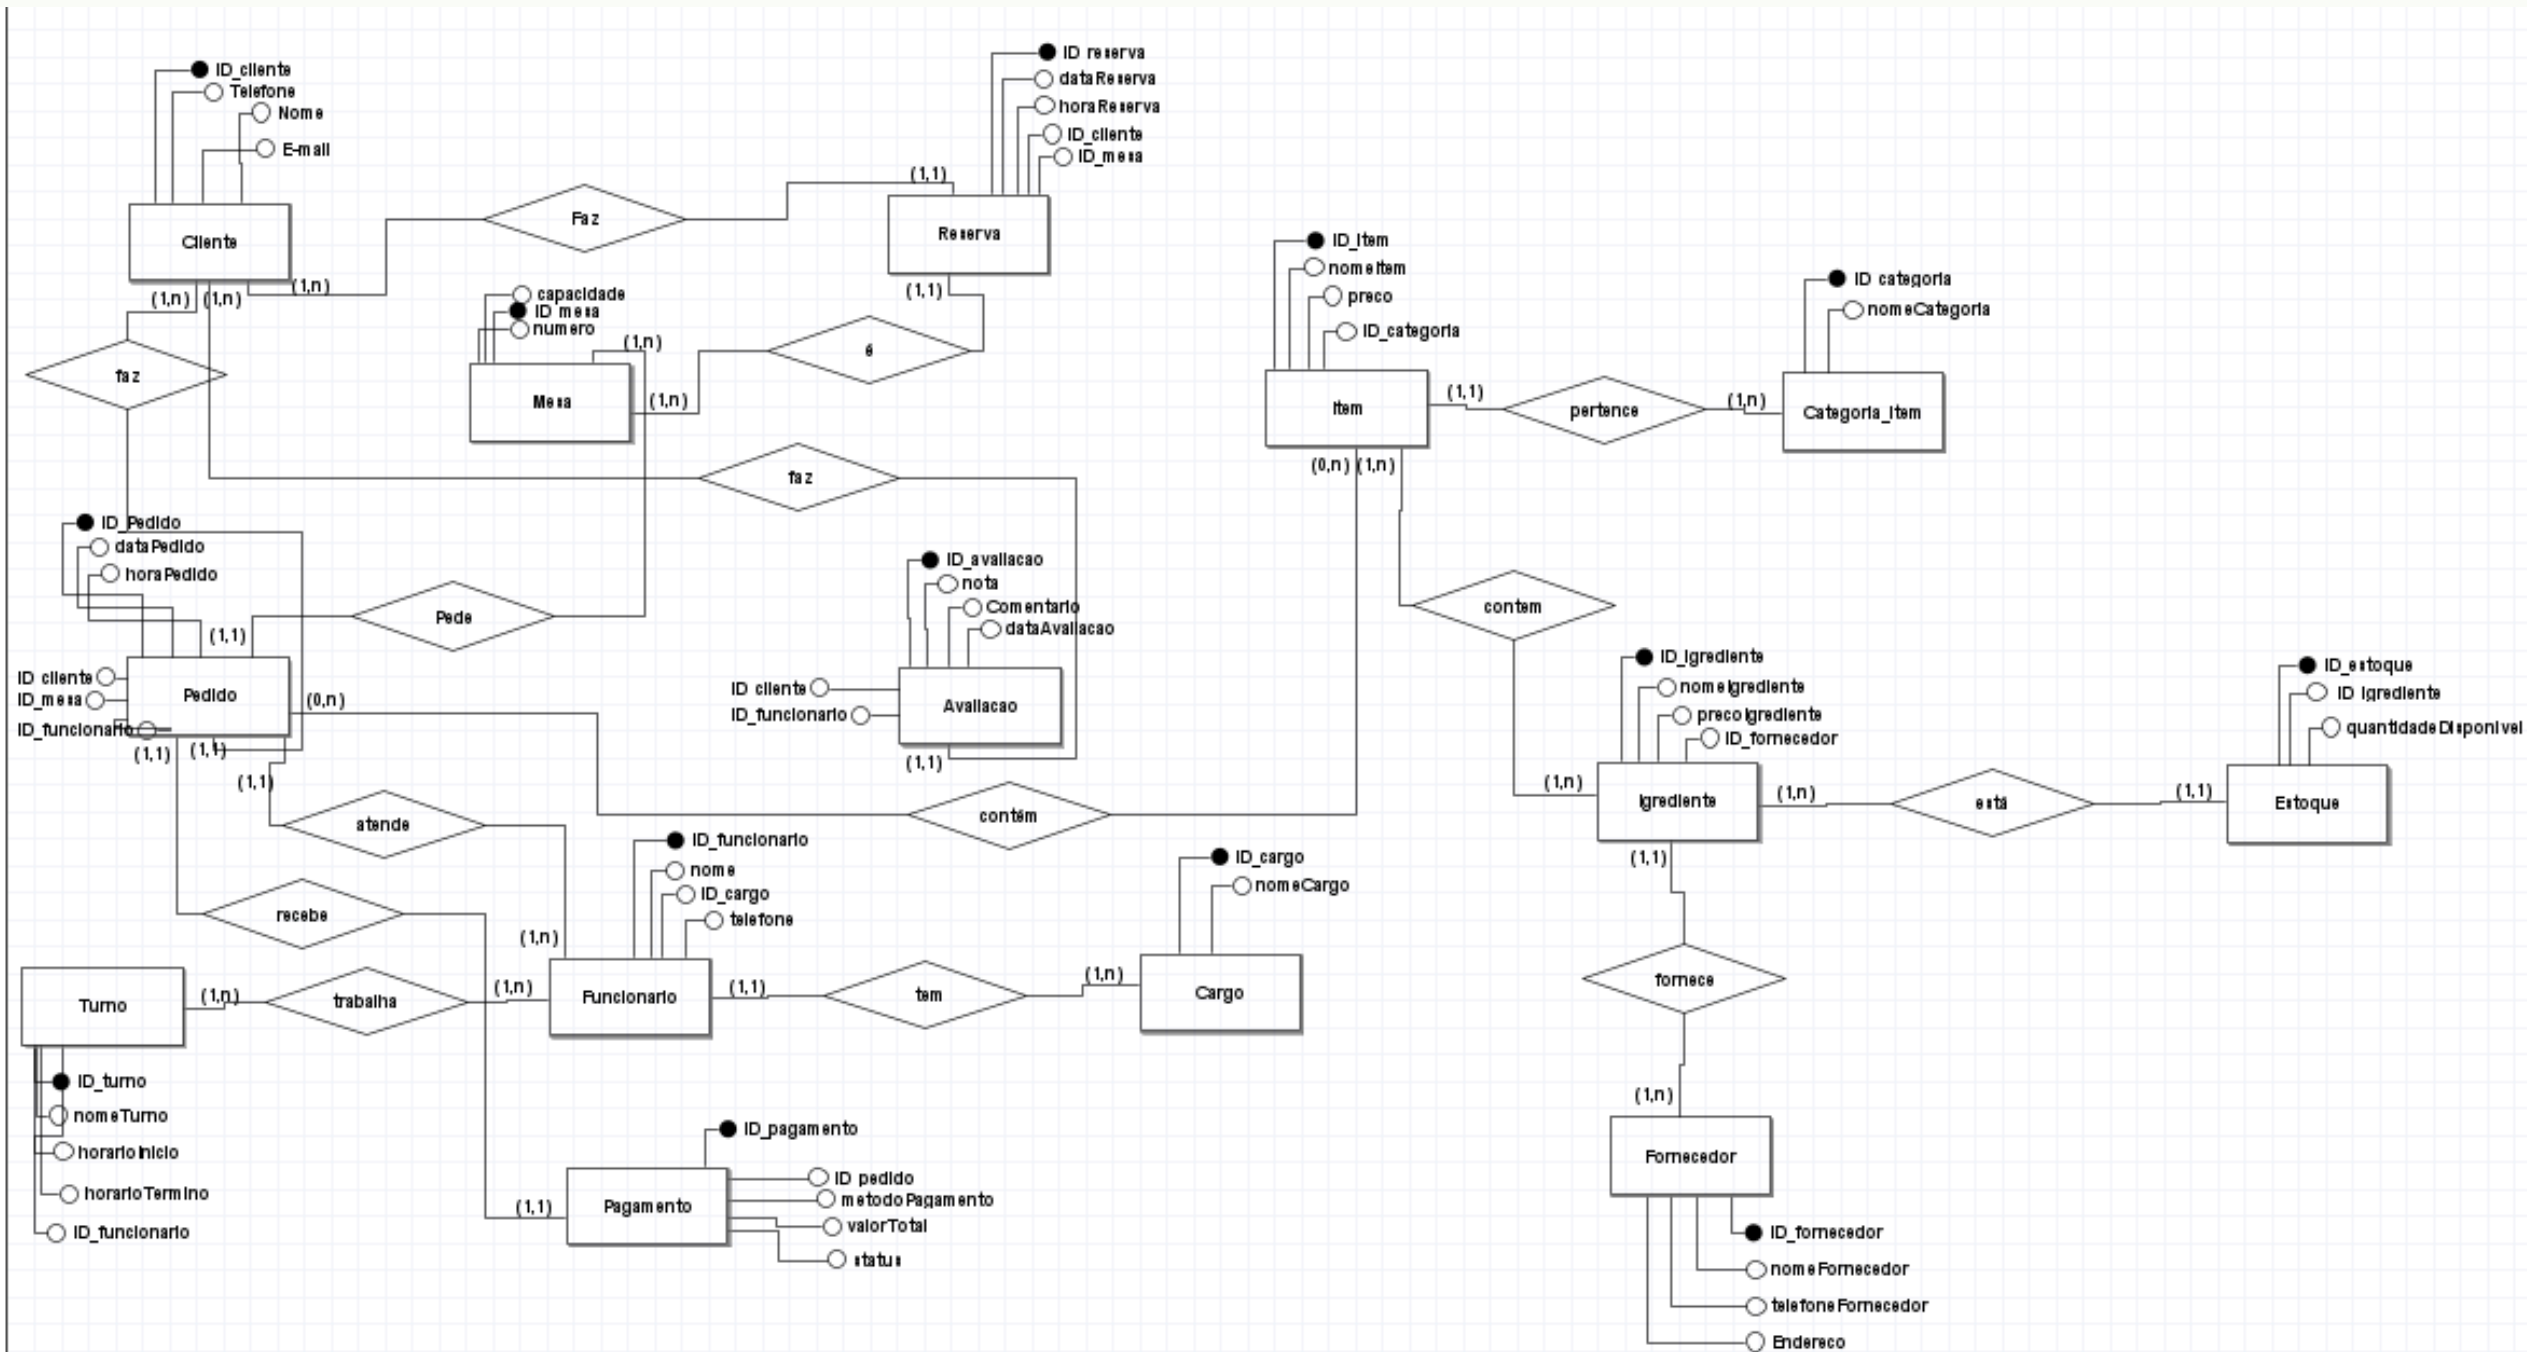 ID_cliente
Telefone
Nome
E-mail
Cliente
(1,n)
(1,n)
(1,n)
Faz
(1,1)
ID reserva
dataReserva
horaReserva
ID_cliente
ID_mesa
Reserva
(1,1)
é
capacidade
ID mesa
numero
(1,n)
Mesa
(1,n)
faz
faz
ID_Item
nomeItem
preco
ID_categoria
Item
(1,1)
pertence
(1,n)
ID categoria
nomeCategoria
Categoria_Item
(0,n)
(1,n)
contem
ID_Pedido
dataPedido
horaPedido
(1,1)
Pede
ID cliente
ID_mesa
ID_funcionario
Pedido
(0,n)
(1,1)
(1,1)
(1,1)
ID_avaliacao
nota
Comentario
dataAvaliacao
ID cliente
ID_funcionario
Avaliacao
(1,1)
contém
ID_Igrediente
nomeIgrediente
precoIgrediente
ID_fornecedor
(1,n)
Igrediente
(1,n)
está
(1,1)
ID_estoque
ID Igrediente
quantidadeDisponivel
Estoque
(1,1)
fornece
(1,n)
Fornecedor
ID_fornecedor
nomeFornecedor
telefoneFornecedor
Endereco
atende
recebe
ID_funcionario
nome
ID_cargo
telefone
(1,n)
Funcionario
(1,n)
trabalha
(1,n)
Turno
(1,1)
tem
(1,n)
ID_cargo
nomeCargo
Cargo
ID_turno
nomeTurno
horarioInicio
horarioTermino
ID_funcionario
ID_pagamento
ID pedido
metodoPagamento
valorTotal
status
Pagamento
(1,1)